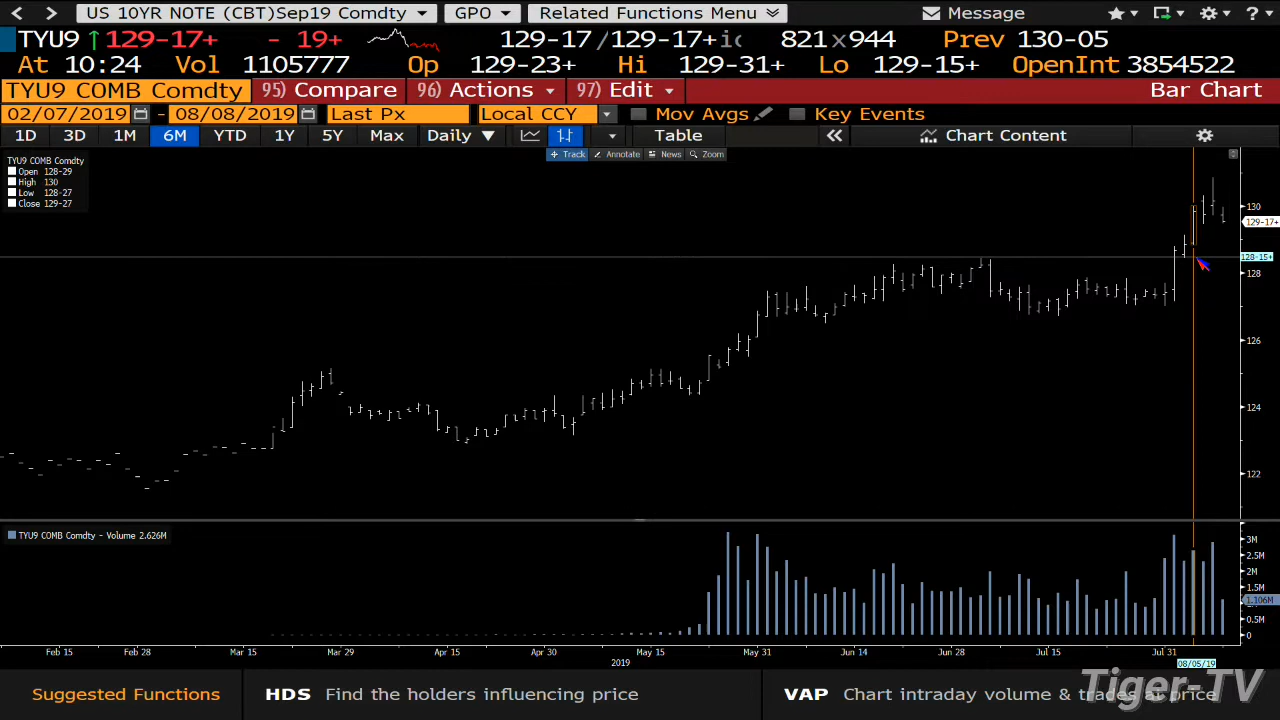 US 10YR NOTE (CBT)Sep19 Comdty GPO Related Functions Menu Message ?
TYU9 ↑129-17+ - 19+ 129-17 /129-17+ 821x944 Prev 130-05
At 10:24 Vol 1105777 Op 129-23+ Hi 129-31+ Lo 129-15+ OpenInt 3854522
TYU9 COMB Comdty 95) Compare 96) Actions 97) Edit Bar Chart
02/07/2019 - 08/08/2019 Last Px Local CCY Mov Avgs Key Events
1D 3D 1M 6M YTD 1Y 5Y Max Daily ▼ Table « Chart Content
Track Annotate News Zoom
TYU9 COMB Comdty
Open 128-29
High 130
Low 128-27
Close 129-27
130
129-17+
128-15+
128
126
124
122
TYU9 COMB Comdty - Volume 2.626M
3M
2.5M
2M
1.5M
1.106M
0.5M
0
Feb 15 Feb 28 Mar 15 Mar 29 Apr 15 Apr 30 May 15 May 31 Jun 14 Jun 28 Jul 15 Jul 31
2019 08/05/19
Suggested Functions HDS Find the holders influencing price VAP Chart intraday volume & trades at price
Tiger-TV